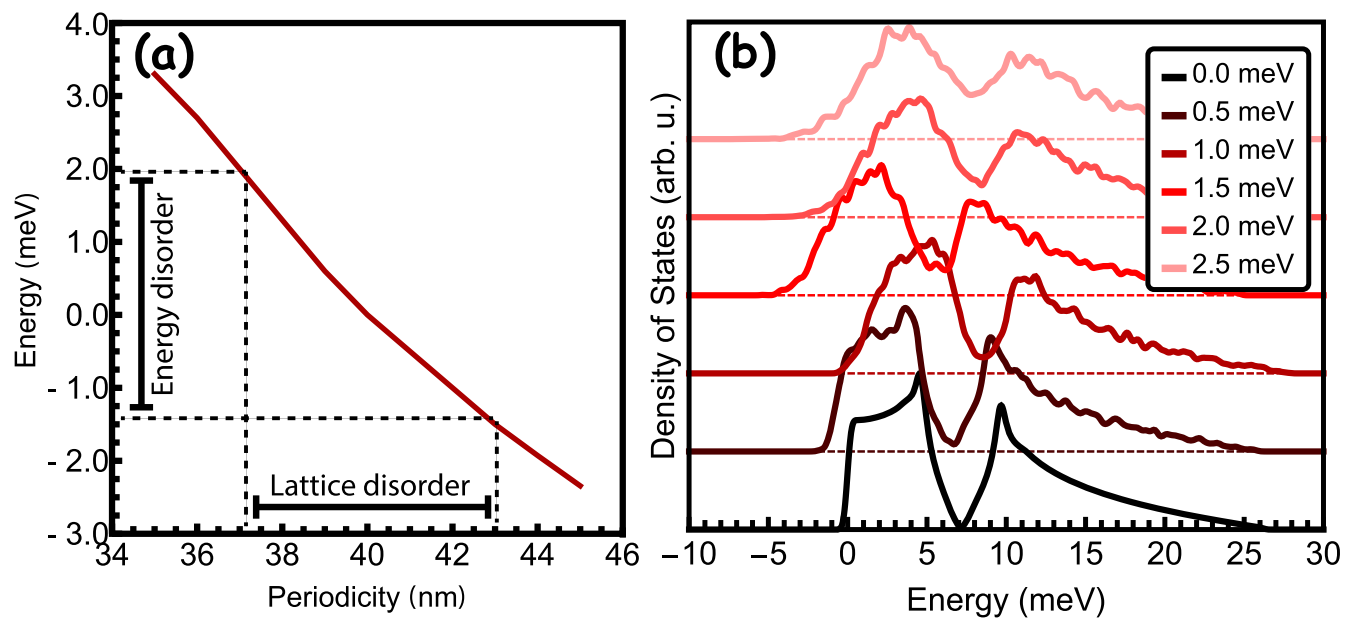 (a)
4.0
3.0
2.0
1.0
0.0
- 1.0
- 2.0
- 3.0
Energy (meV)
Energy disorder
Lattice disorder
34 36 38 40 42 44 46
Periodicity (nm)
(b)
0.0 meV
0.5 meV
1.0 meV
1.5 meV
2.0 meV
2.5 meV
Density of States (arb. u.)
−10 −5 0 5 10 15 20 25 30
Energy (meV)